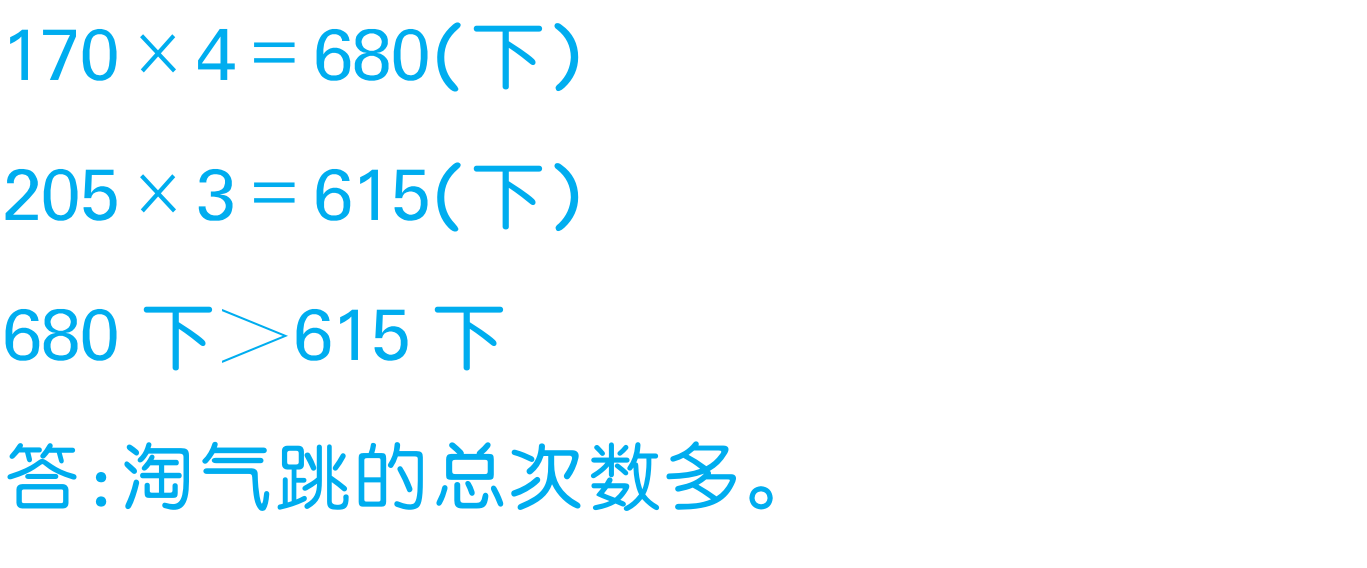 170×4=680(下)
205×3=615(下)
680 下>615 下
答:淘气跳的总次数多。